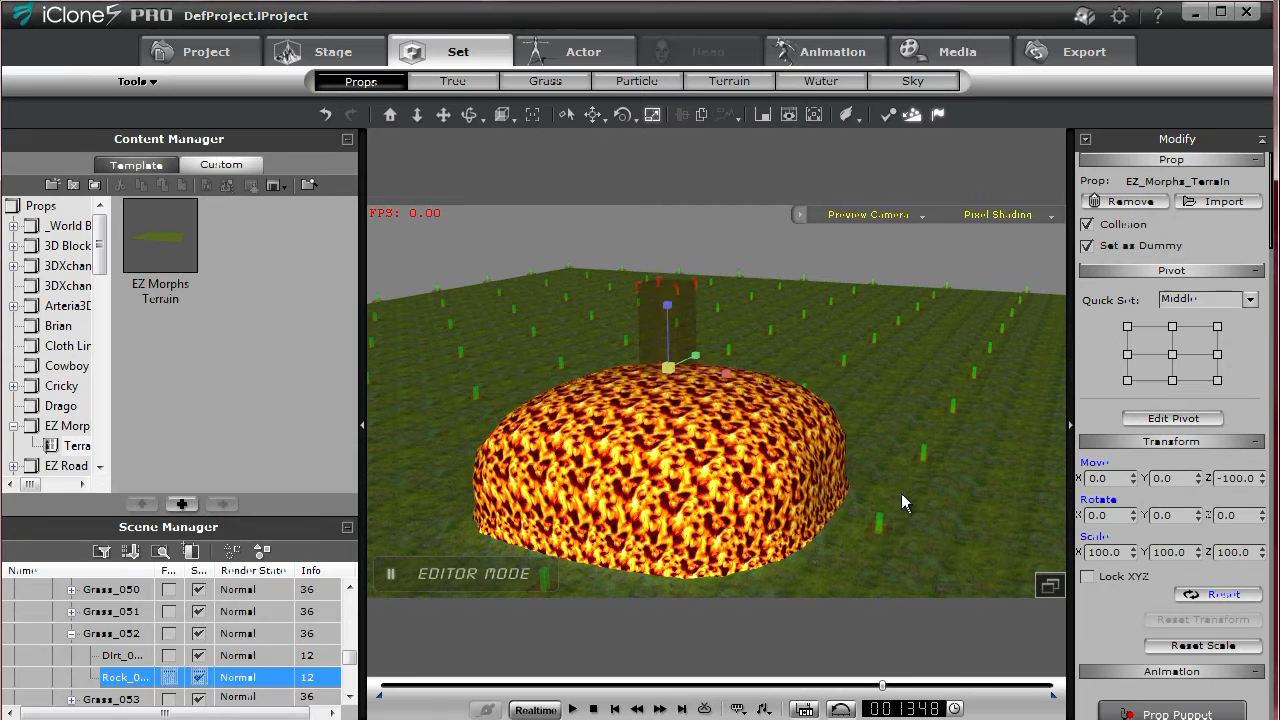 iClone5 PRO DefProject.IProject
Project Stage Set Actor Head Animation Media Export
Tools Props Tree Grass Particle Terrain Water Sky
Content Manager
Template Custom
Props
_World B
3D Block
3DXchan
3DXchan
Arteria3D
Brian
Cloth Lin
Cowboy
Cricky
Drago
EZ Morp
Terra
EZ Road
EZ Morphs
Terrain
Scene Manager
Name F... S... Render State Info
Grass_050 Normal 36
Grass_051 Normal 36
Grass_052 Normal 36
Dirt_0... Normal 12
Rock_0... Normal 12
Grass_053 Normal 36
FPS: 0.00
Preview Camera Pixel Shading
EDITOR MODE
Realtime 001348
Modify
Prop
Prop: EZ_Morphs_Terrain
Remove Import
Collision
Set as Dummy
Pivot
Quick Set: Middle
Edit Pivot
Transform
Move
X 0.0 Y 0.0 Z -100.0
Rotate
X 0.0 Y 0.0 Z 0.0
Scale
X 100.0 Y 100.0 Z 100.0
Lock XYZ
Reset
Reset Transform
Reset Scale
Animation
Prop Puppet